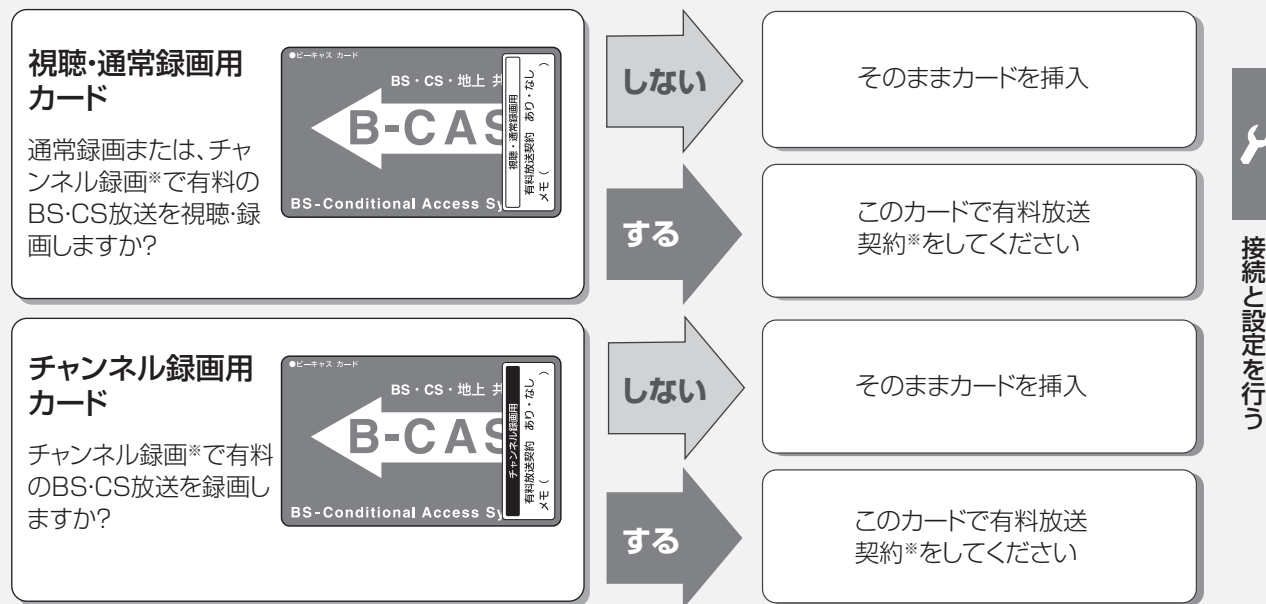 視聴・通常録画用
カード
通常録画または、チャ
ンネル録画※で有料の
BS・CS放送を視聴・録
画しますか?
●ビーキャス カード
BS・CS・地上 共
B-CAS
BS-Conditional Access Sy
視聴・通常録画用
有料放送契約 あり・なし
メモ( )
しない
そのままカードを挿入
する
このカードで有料放送
契約※をしてください
チャンネル録画用
カード
チャンネル録画※で有料
のBS・CS放送を録画し
ますか?
●ビーキャス カード
BS・CS・地上 共
B-CAS
BS-Conditional Access Sy
チャンネル録画用
有料放送契約 あり・なし
メモ( )
しない
そのままカードを挿入
する
このカードで有料放送
契約※をしてください
接続と設定を行う